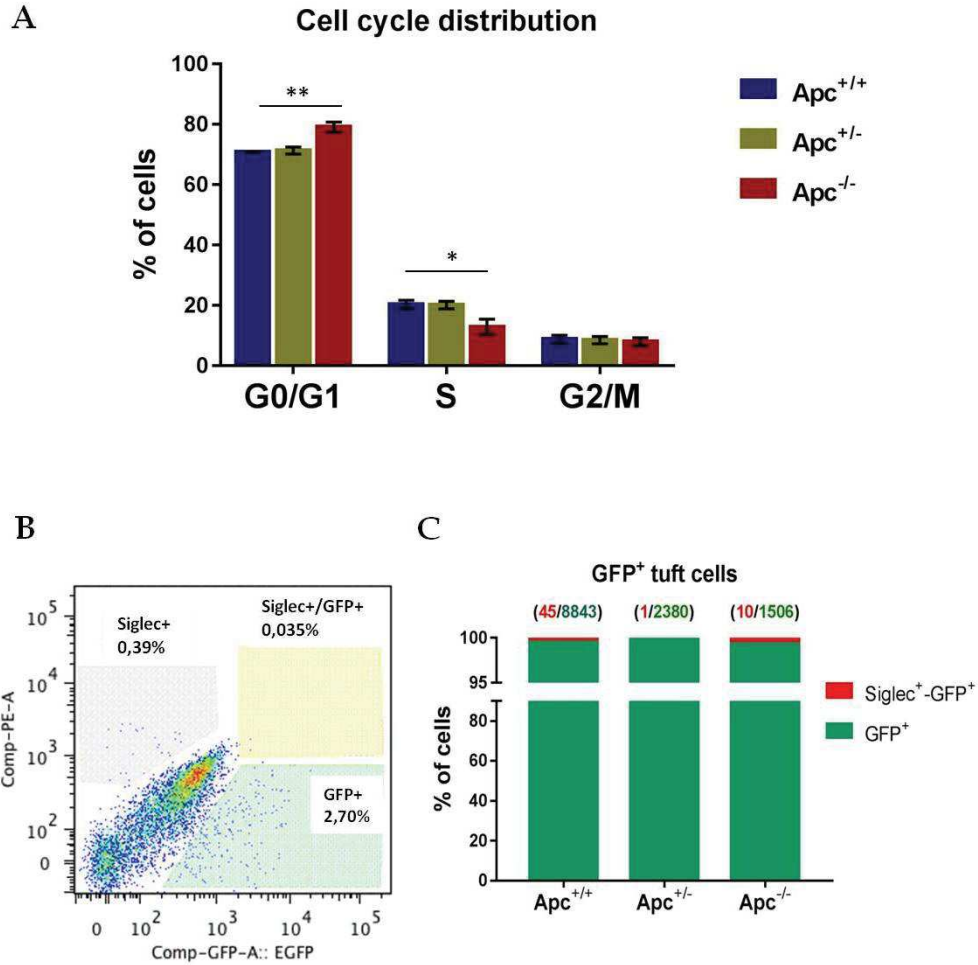 A
Cell cycle distribution
% of cells
100
80
60
40
20
0
**
*
G0/G1
S
G2/M
Apc+/+
Apc+/-
Apc-/-
B
Siglec+
0,39%
Siglec+/GFP+
0,035%
GFP+
2,70%
Comp-PE-A
10^5
10^4
10^3
10^2
0
0
10^2
10^3
10^4
10^5
Comp-GFP-A:: EGFP
C
GFP+ tuft cells
(45/8843)
(1/2380)
(10/1506)
% of cells
100
95
80
60
40
20
0
Apc+/+
Apc+/-
Apc-/-
Siglec+-GFP+
GFP+